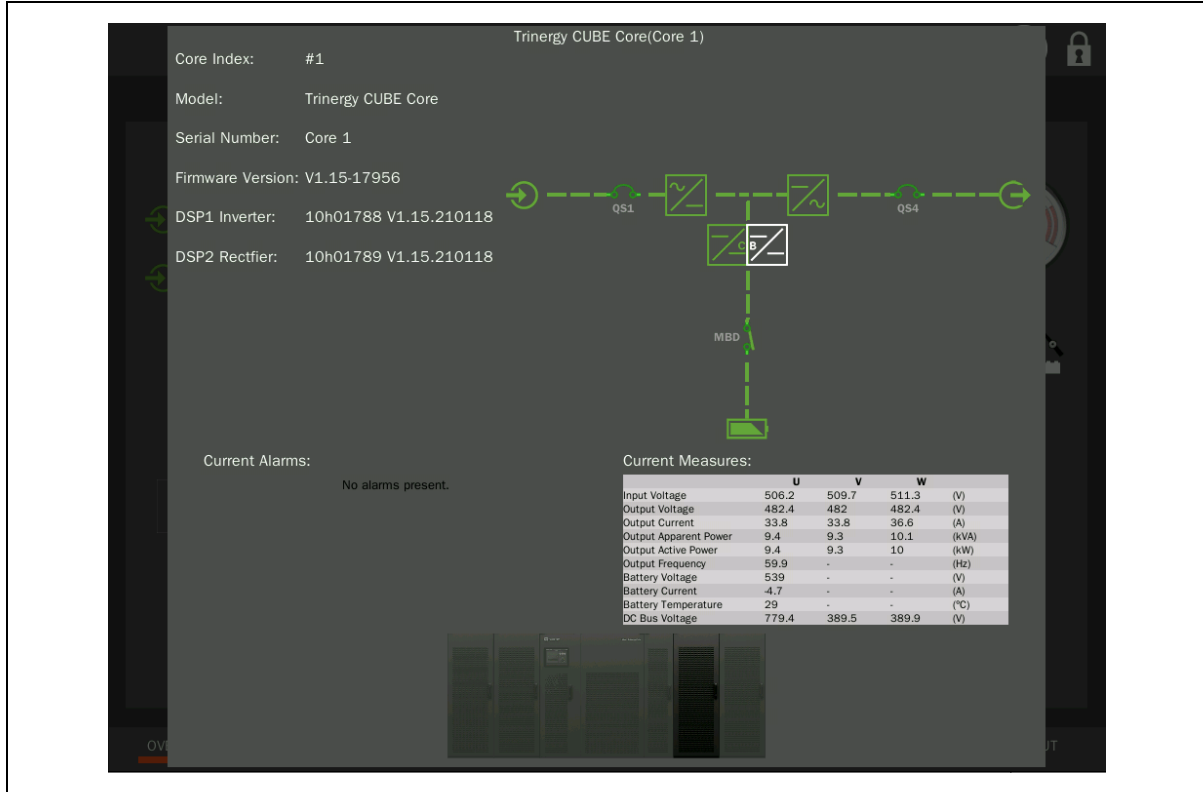 Trinergy CUBE Core(Core 1)
Core Index: #1
Model: Trinergy CUBE Core
Serial Number: Core 1
Firmware Version: V1.15-17956
DSP1 Inverter: 10h01788 V1.15.210118
DSP2 Rectfier: 10h01789 V1.15.210118
QS1
QS4
C B
MBD
Current Alarms:
No alarms present.
Current Measures:
U V W
Input Voltage 506.2 509.7 511.3 (V)
Output Voltage 482.4 482 482.4 (V)
Output Current 33.8 33.8 36.6 (A)
Output Apparent Power 9.4 9.3 10.1 (kVA)
Output Active Power 9.4 9.3 10 (kW)
Output Frequency 59.9 - - (Hz)
Battery Voltage 539 - - (V)
Battery Current -4.7 - - (A)
Battery Temperature 29 - - (°C)
DC Bus Voltage 779.4 389.5 389.9 (V)
OVE
UT